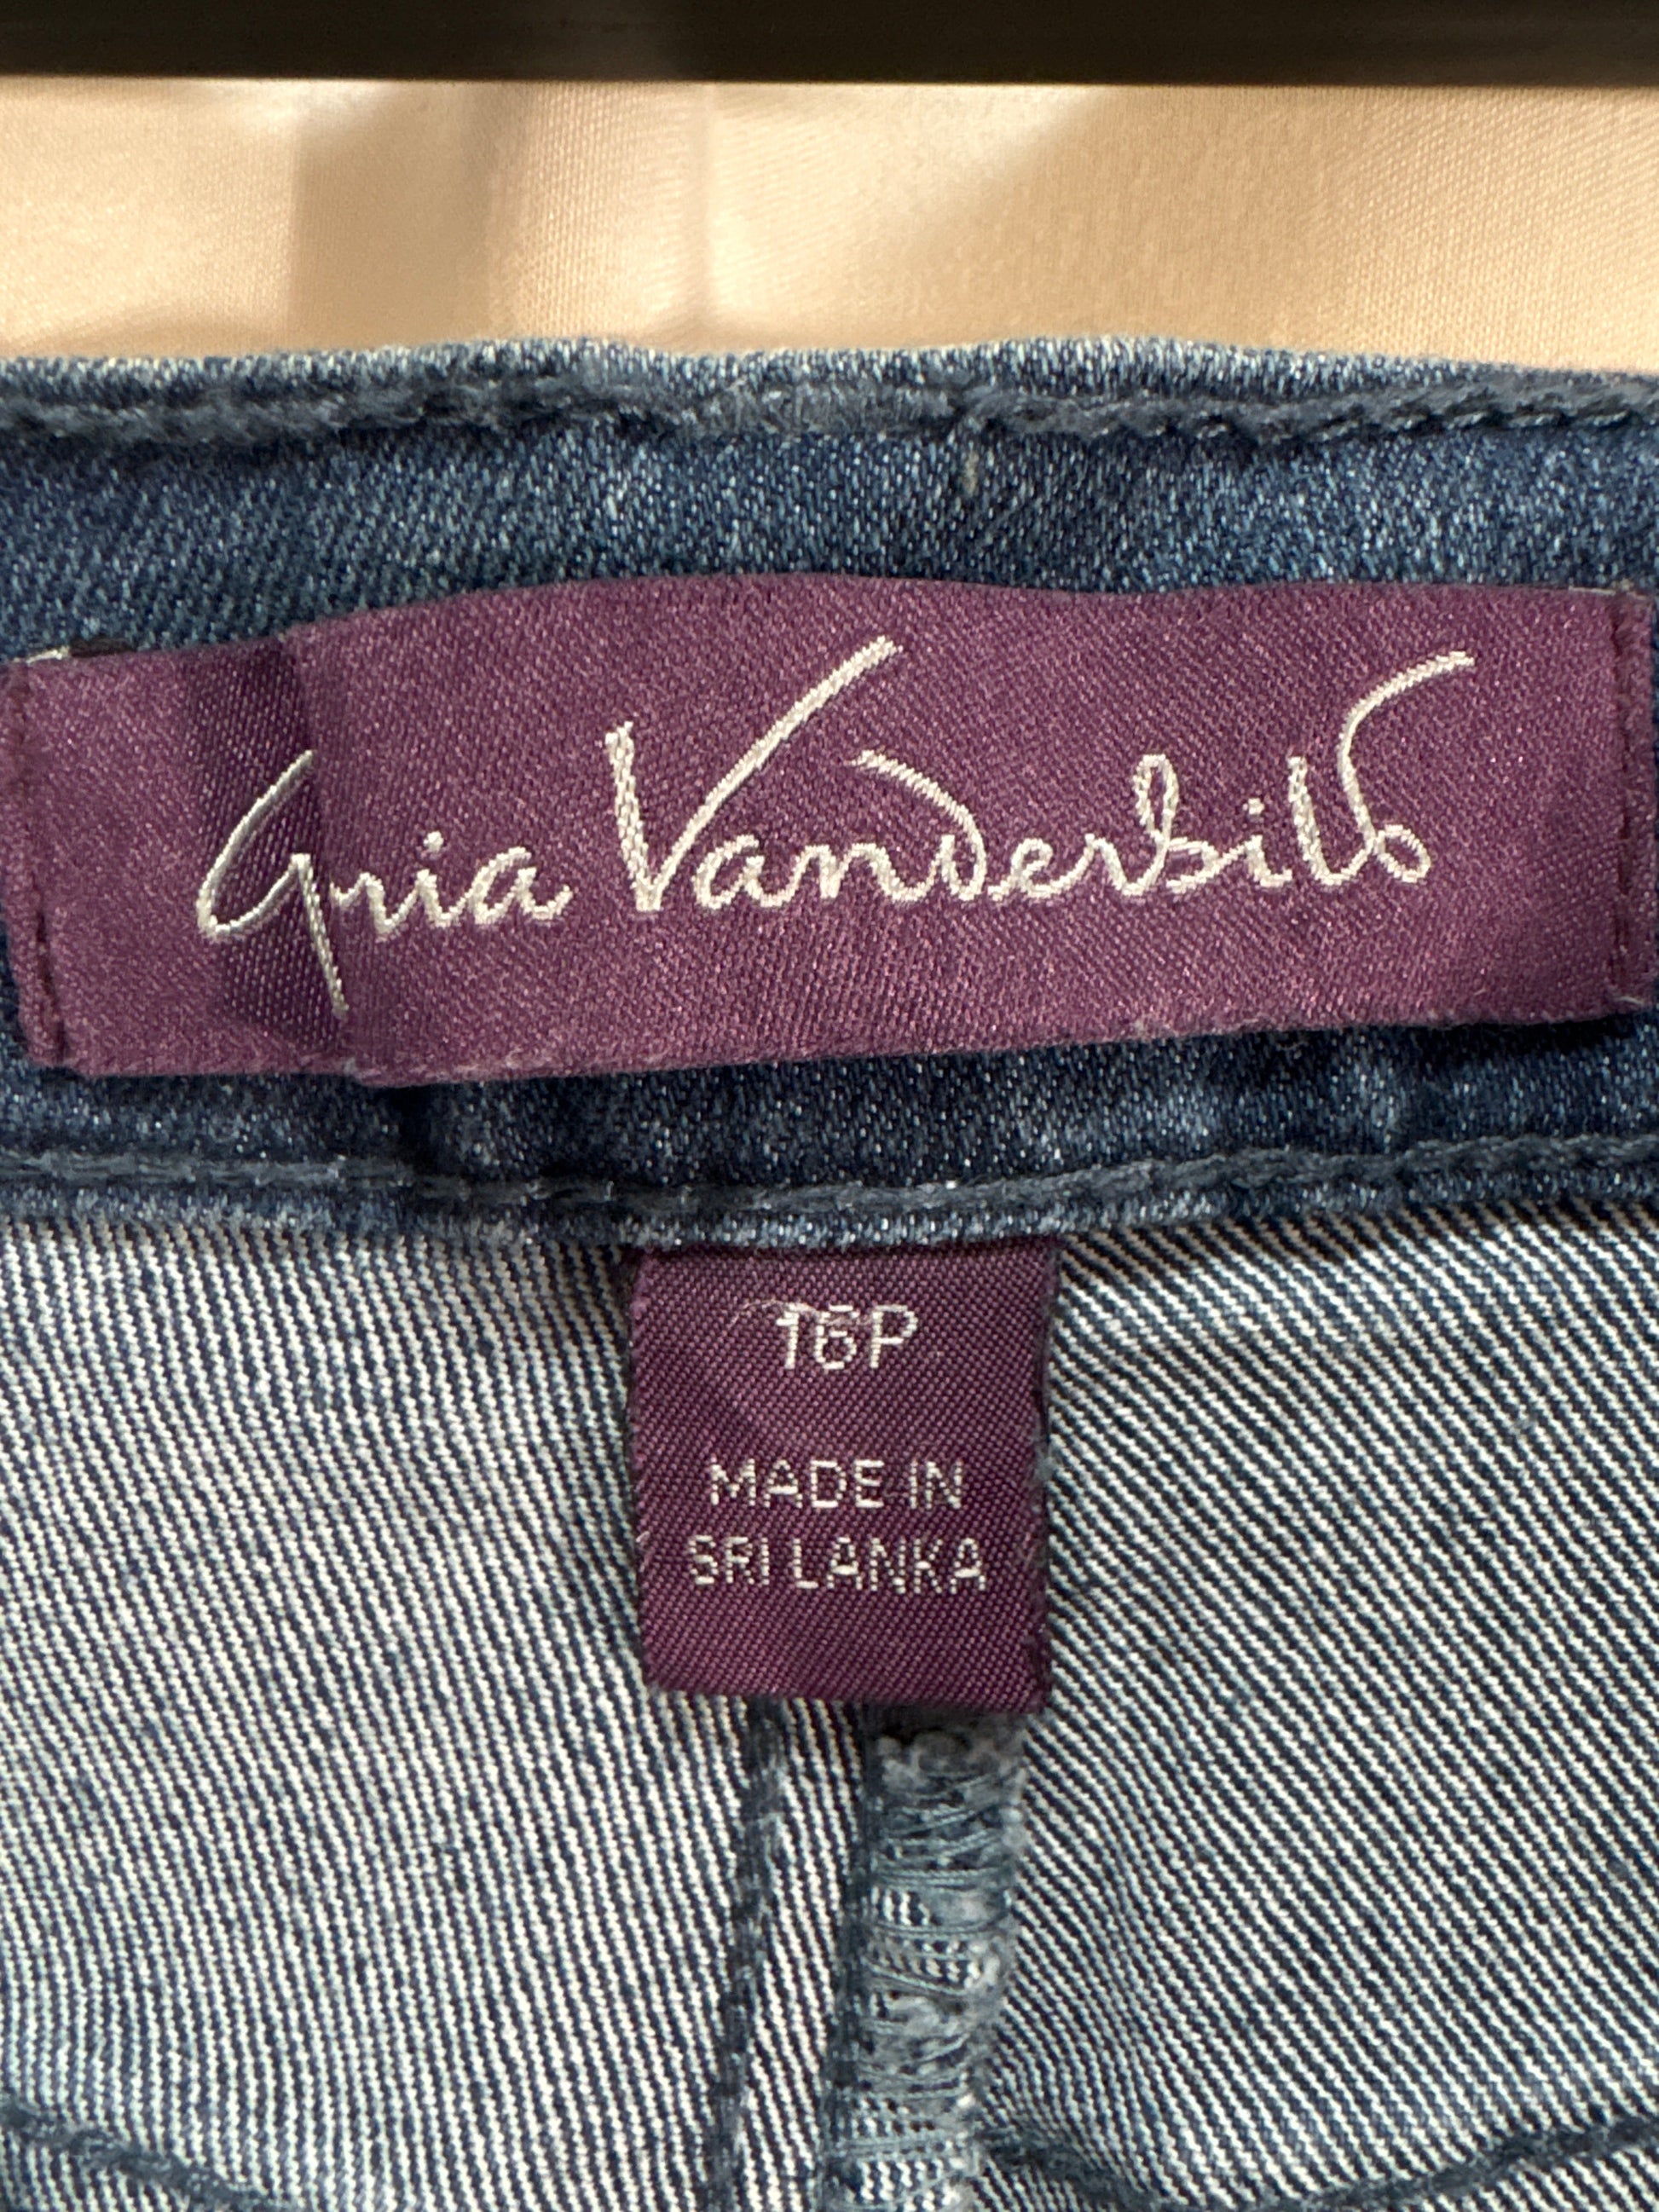 Gloria Vanderbilt
16P
MADE IN
SRI LANKA